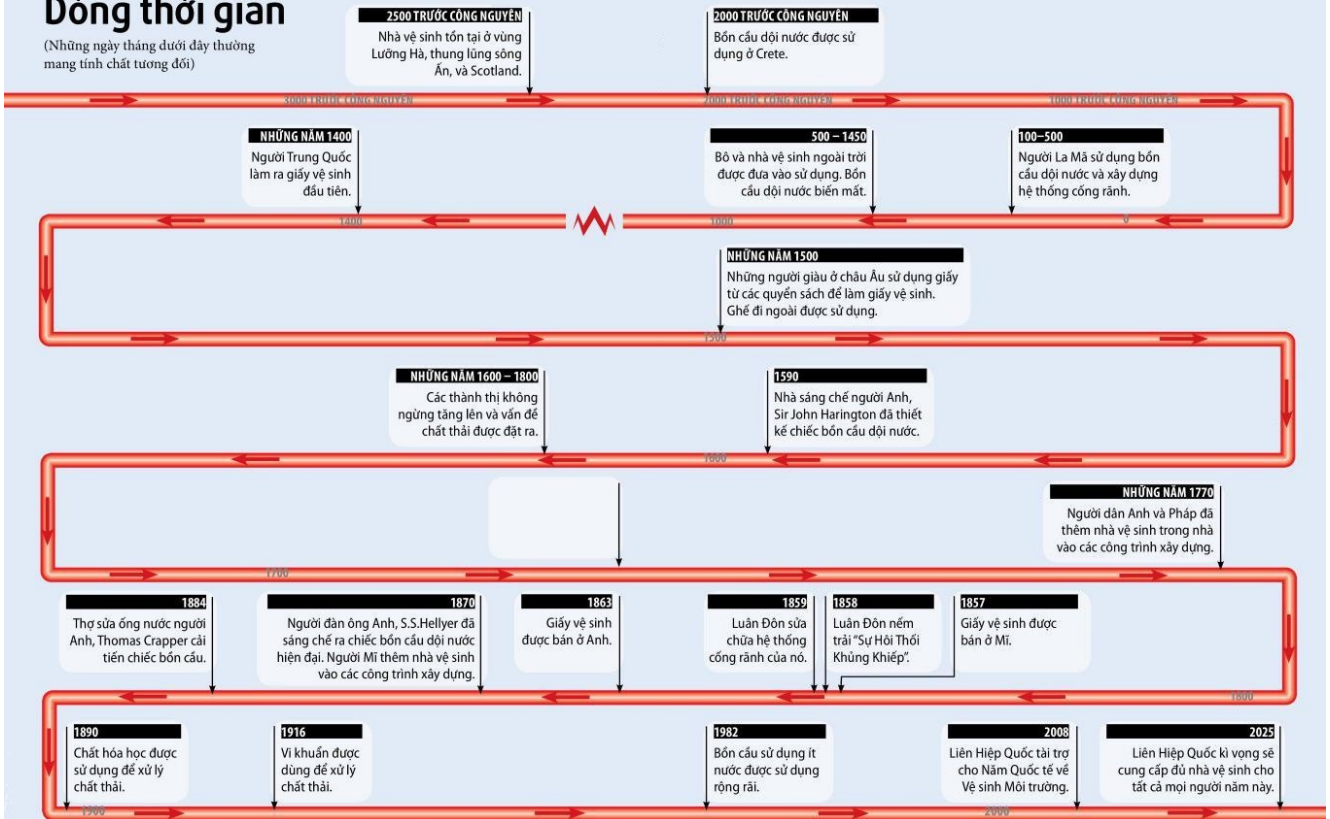 Dòng thời gian
(Những ngày tháng dưới đây thường
mang tính chất tương đối)
2500 TRƯỚC CÔNG NGUYÊN
Nhà vệ sinh tồn tại ở vùng
Lưỡng Hà, thung lũng sông
Ấn, và Scotland.
2000 TRƯỚC CÔNG NGUYÊN
Bồn cầu dội nước được sử
dụng ở Crete.
3000 TRƯỚC CÔNG NGUYÊN
2000 TRƯỚC CÔNG NGUYÊN
1000 TRƯỚC CÔNG NGUYÊN
100–500
Người La Mã sử dụng bồn
cầu dội nước và xây dựng
hệ thống cống rãnh.
500 – 1450
Bô và nhà vệ sinh ngoài trời
được đưa vào sử dụng. Bồn
cầu dội nước biến mất.
NHỮNG NĂM 1400
Người Trung Quốc
làm ra giấy vệ sinh
đầu tiên.
0
1000
1400
NHỮNG NĂM 1500
Những người giàu ở châu Âu sử dụng giấy
từ các quyển sách để làm giấy vệ sinh.
Ghế đi ngoài được sử dụng.
1500
1590
Nhà sáng chế người Anh,
Sir John Harington đã thiết
kế chiếc bồn cầu dội nước.
NHỮNG NĂM 1600 – 1800
Các thành thị không
ngừng tăng lên và vấn đề
chất thải được đặt ra.
1600
NHỮNG NĂM 1770
Người dân Anh và Pháp đã
thêm nhà vệ sinh trong nhà
vào các công trình xây dựng.
1700
1857
Giấy vệ sinh được
bán ở Mĩ.
1858
Luân Đôn nếm
trải “Sự Hôi Thối
Khủng Khiếp”.
1859
Luân Đôn sửa
chữa hệ thống
cống rãnh của nó.
1863
Giấy vệ sinh
được bán ở Anh.
1870
Người đàn ông Anh, S.S.Hellyer đã
sáng chế ra chiếc bồn cầu dội nước
hiện đại. Người Mĩ thêm nhà vệ sinh
vào các công trình xây dựng.
1884
Thợ sửa ống nước người
Anh, Thomas Crapper cải
tiến chiếc bồn cầu.
1800
1890
Chất hóa học được
sử dụng để xử lý
chất thải.
1916
Vi khuẩn được
dùng để xử lý
chất thải.
1982
Bồn cầu sử dụng ít
nước được sử dụng
rộng rãi.
2008
Liên Hiệp Quốc tài trợ
cho Năm Quốc tế về
Vệ sinh Môi trường.
2025
Liên Hiệp Quốc kì vọng sẽ
cung cấp đủ nhà vệ sinh cho
tất cả mọi người năm này.
1900
2000